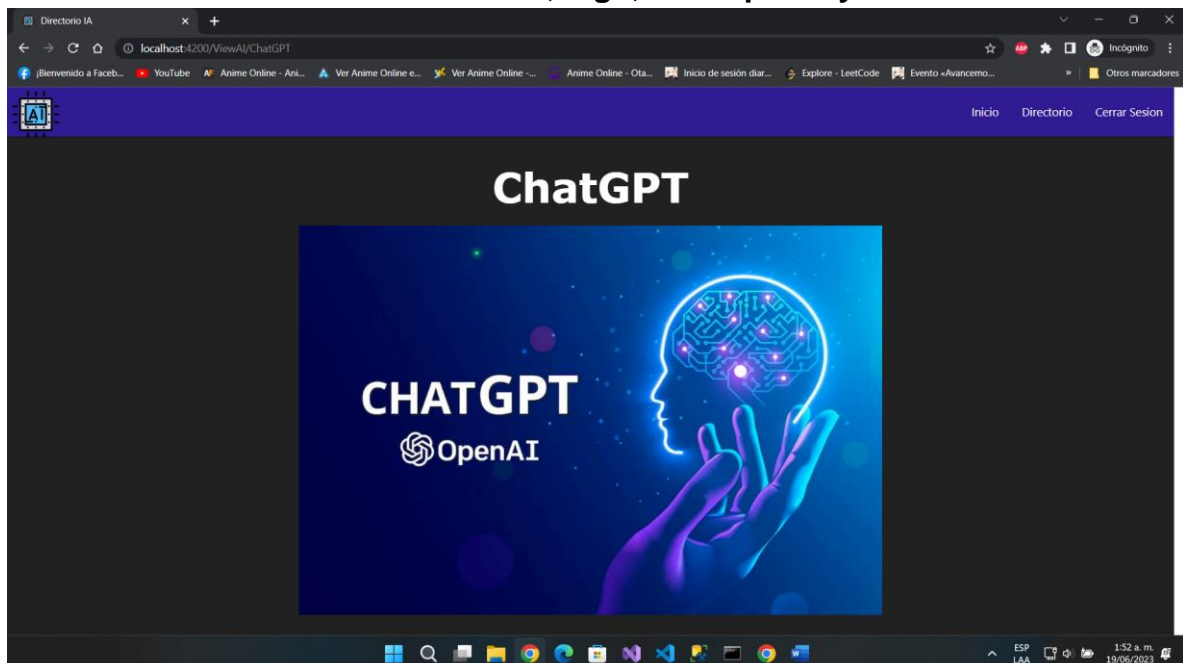 Directorio IA
localhost:4200/ViewAI/ChatGPT
ABP
Incógnito
¡Bienvenido a Faceb...
YouTube
AF Anime Online - Ani...
Ver Anime Online e...
Ver Anime Online -...
Anime Online - Ota...
Inicio de sesión diar...
Explore - LeetCode
Evento «Avancemo...
»
Otros marcadores
AI
Inicio
Directorio
Cerrar Sesion
ChatGPT
CHATGPT
OpenAI
ESP
LAA
1:52 a. m.
19/06/2023